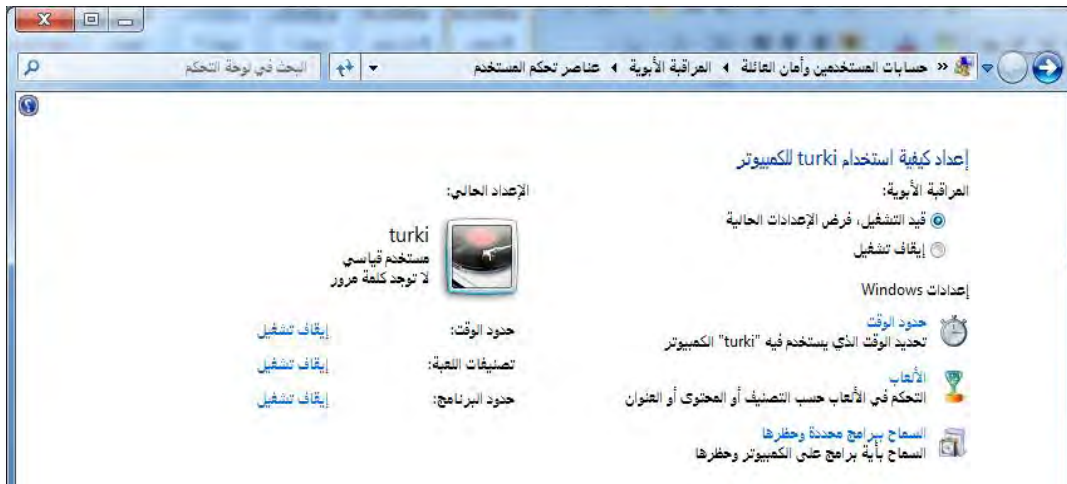 « حسابات المستخدمين وأمان العائلة ‹ المراقبة الأبوية ‹ عناصر تحكم المستخدم
البحث في لوحة التحكم
إعداد كيفية استخدام turki للكمبيوتر
المراقبة الأبوية:
قيد التشغيل، فرض الإعدادات الحالية
إيقاف تشغيل
إعدادات Windows
حدود الوقت
تحديد الوقت الذي يستخدم فيه "turki" الكمبيوتر
الألعاب
التحكم في الألعاب حسب التصنيف أو المحتوى أو العنوان
السماح ببرامج محددة وحظرها
السماح بأية برامج على الكمبيوتر وحظرها
الإعداد الحالي:
turki
مستخدم قياسي
لا توجد كلمة مرور
حدود الوقت: إيقاف تشغيل
تصنيفات اللعبة: إيقاف تشغيل
حدود البرنامج: إيقاف تشغيل